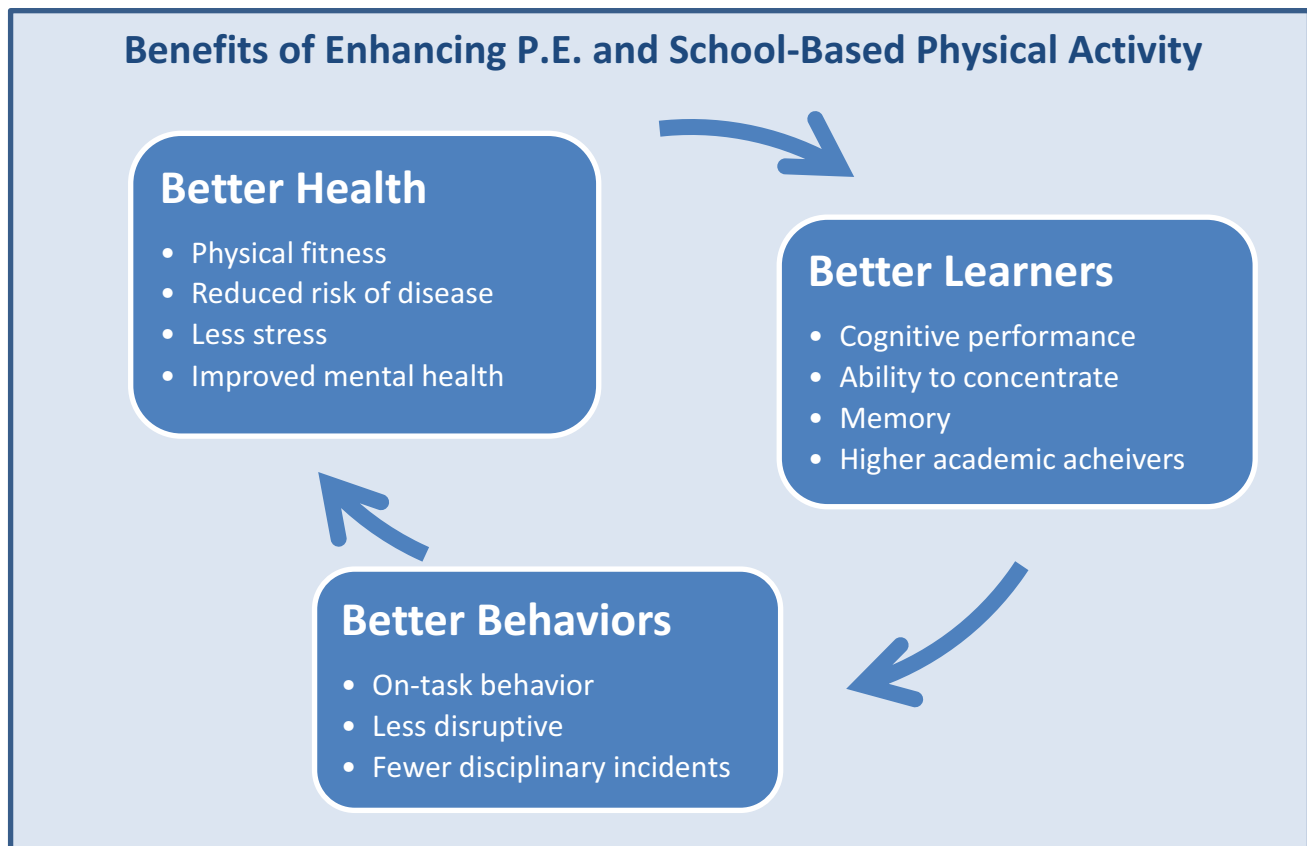 Benefits of Enhancing P.E. and School-Based Physical Activity
Better Health
• Physical fitness
• Reduced risk of disease
• Less stress
• Improved mental health
Better Learners
• Cognitive performance
• Ability to concentrate
• Memory
• Higher academic acheivers
Better Behaviors
• On-task behavior
• Less disruptive
• Fewer disciplinary incidents